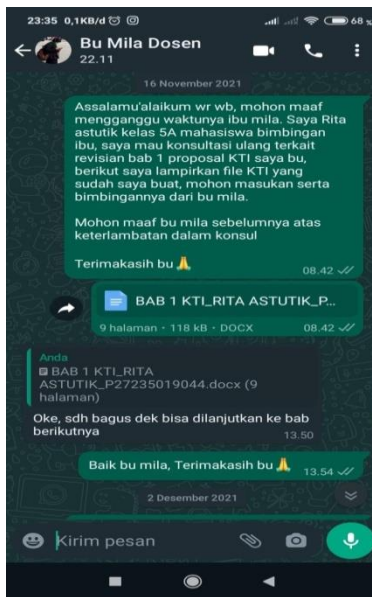 23:35 0,1KB/d
68 %
Bu Mila Dosen
22.11
16 November 2021
Assalamu'alaikum wr wb, mohon maaf
mengganggu waktunya ibu mila. Saya Rita
astutik kelas 5A mahasiswa bimbingan
ibu, saya mau konsultasi ulang terkait
revisian bab 1 proposal KTI saya bu,
berikut saya lampirkan file KTI yang
sudah saya buat, mohon masukan serta
bimbingannya dari bu mila.
Mohon maaf bu mila sebelumnya atas
keterlambatan dalam konsul
Terimakasih bu 🙏
08.42
BAB 1 KTI_RITA ASTUTIK_P...
9 halaman • 118 kB • DOCX 08.42
Anda
BAB 1 KTI_RITA
ASTUTIK_P27235019044.docx (9
halaman)
Oke, sdh bagus dek bisa dilanjutkan ke bab
berikutnya
13.50
Baik bu mila, Terimakasih bu 🙏 13.54
2 Desember 2021
Kirim pesan